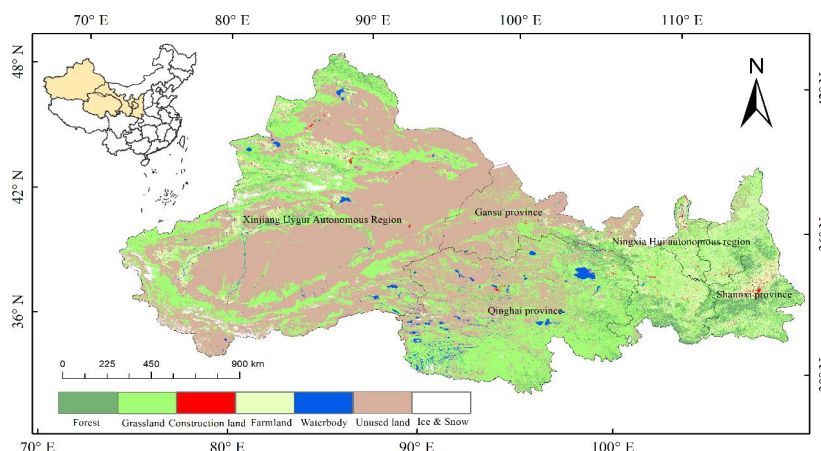 70° E 80° E 90° E 100° E 110° E
48° N
N
42° N
Xinjiang Uygur Autonomous Region
Gansu province
Ningxia Hui autonomous region
Shannxi province
36° N
Qinghai province
0 225 450 900 km
Forest Grassland Construction land Farmland Waterbody Unused land Ice & Snow
70° E 80° E 90° E 100° E